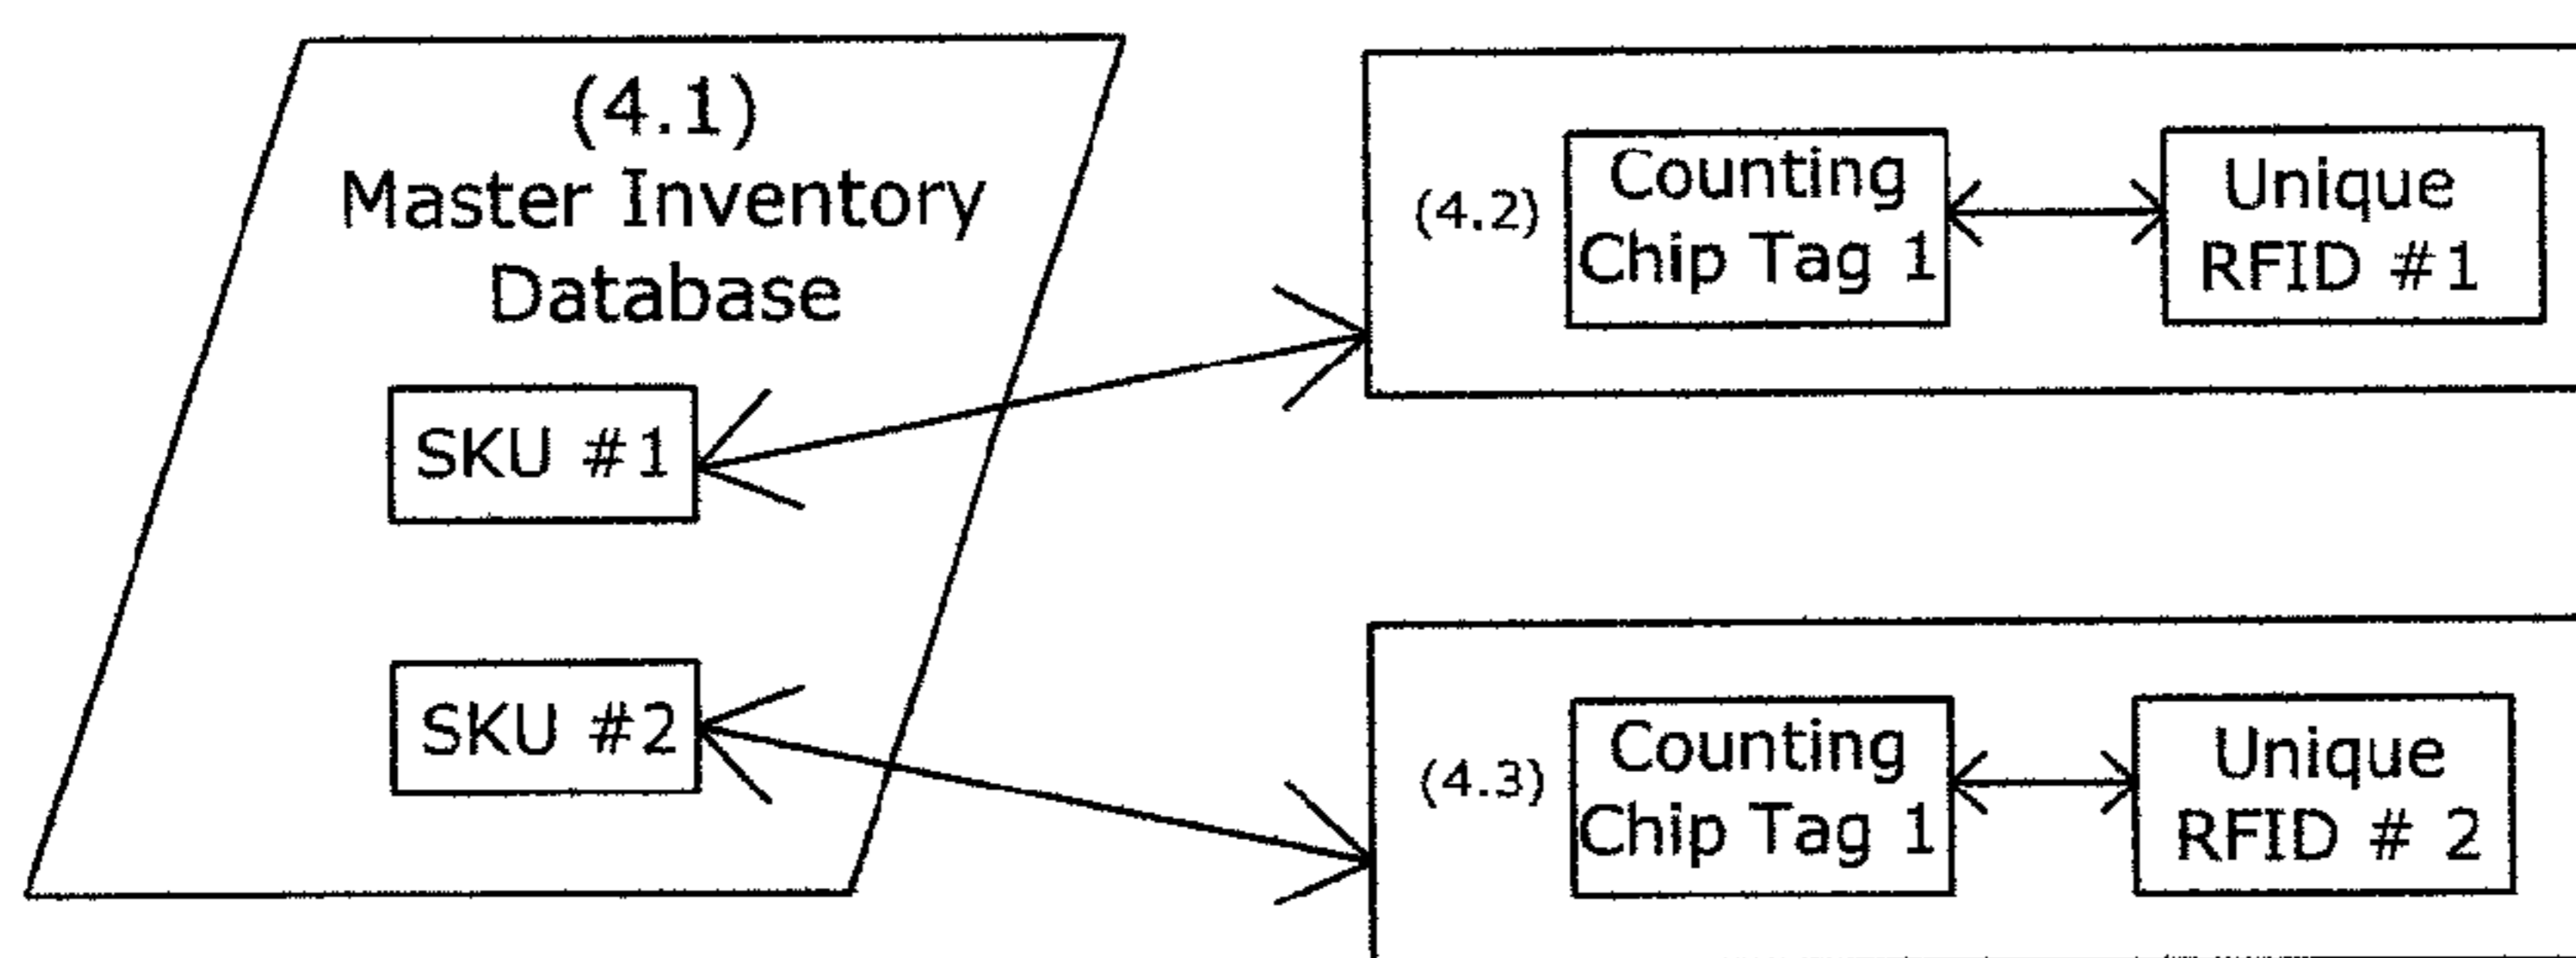 (4.1)
Master Inventory
Database
SKU #1
SKU #2
(4.2)
Counting
Chip Tag 1
Unique
RFID #1
(4.3)
Counting
Chip Tag 1
Unique
RFID # 2